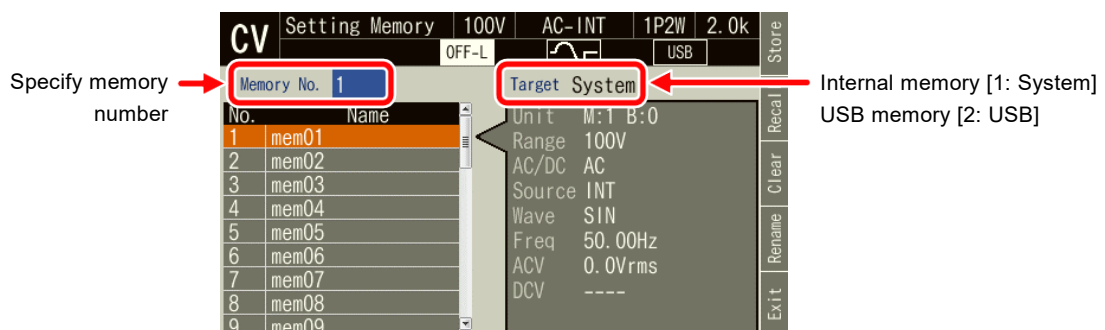 CV Setting Memory 100V AC-INT 1P2W 2.0k
OFF-L USB
Store
Specify memory
number
Memory No. 1
Target System
Internal memory [1: System]
USB memory [2: USB]
No. Name
1 mem01
2 mem02
3 mem03
4 mem04
5 mem05
6 mem06
7 mem07
8 mem08
9 mem09
Unit M:1 B:0
Range 100V
AC/DC AC
Source INT
Wave SIN
Freq 50.00Hz
ACV 0.0Vrms
DCV ----
Recal
Clear
Rename
Exit